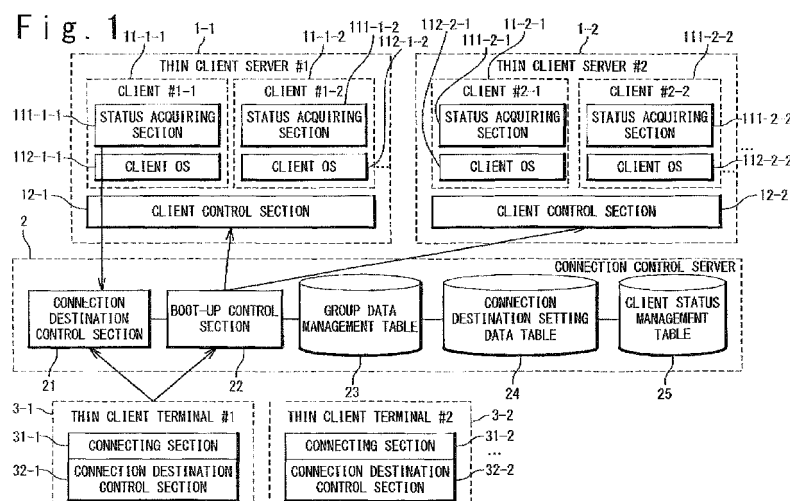 Fig. 1
11-1-1
1-1
11-1-2
111-1-2
112-1-2
112-2-1
111-2-1
11-2-1
1-2
111-2-2
THIN CLIENT SERVER #1
THIN CLIENT SERVER #2
CLIENT #1-1
CLIENT #1-2
CLIENT #2-1
CLIENT #2-2
111-1-1
STATUS ACQUIRING
SECTION
STATUS ACQUIRING
SECTION
STATUS ACQUIRING
SECTION
STATUS ACQUIRING
SECTION
111-2-2
...
112-1-1
CLIENT OS
CLIENT OS
...
CLIENT OS
CLIENT OS
112-2-2
...
12-1
CLIENT CONTROL SECTION
CLIENT CONTROL SECTION
12-2
2
CONNECTION CONTROL SERVER
CONNECTION
DESTINATION
CONTROL SECTION
BOOT-UP CONTROL
SECTION
GROUP DATA
MANAGEMENT TABLE
CONNECTION
DESTINATION SETTING
DATA TABLE
CLIENT STATUS
MANAGEMENT
TABLE
21
22
23
24
25
3-1
THIN CLIENT TERMINAL #1
THIN CLIENT TERMINAL #2
3-2
31-1
CONNECTING SECTION
CONNECTING SECTION
31-2
...
32-1
CONNECTION DESTINATION
CONTROL SECTION
CONNECTION DESTINATION
CONTROL SECTION
32-2